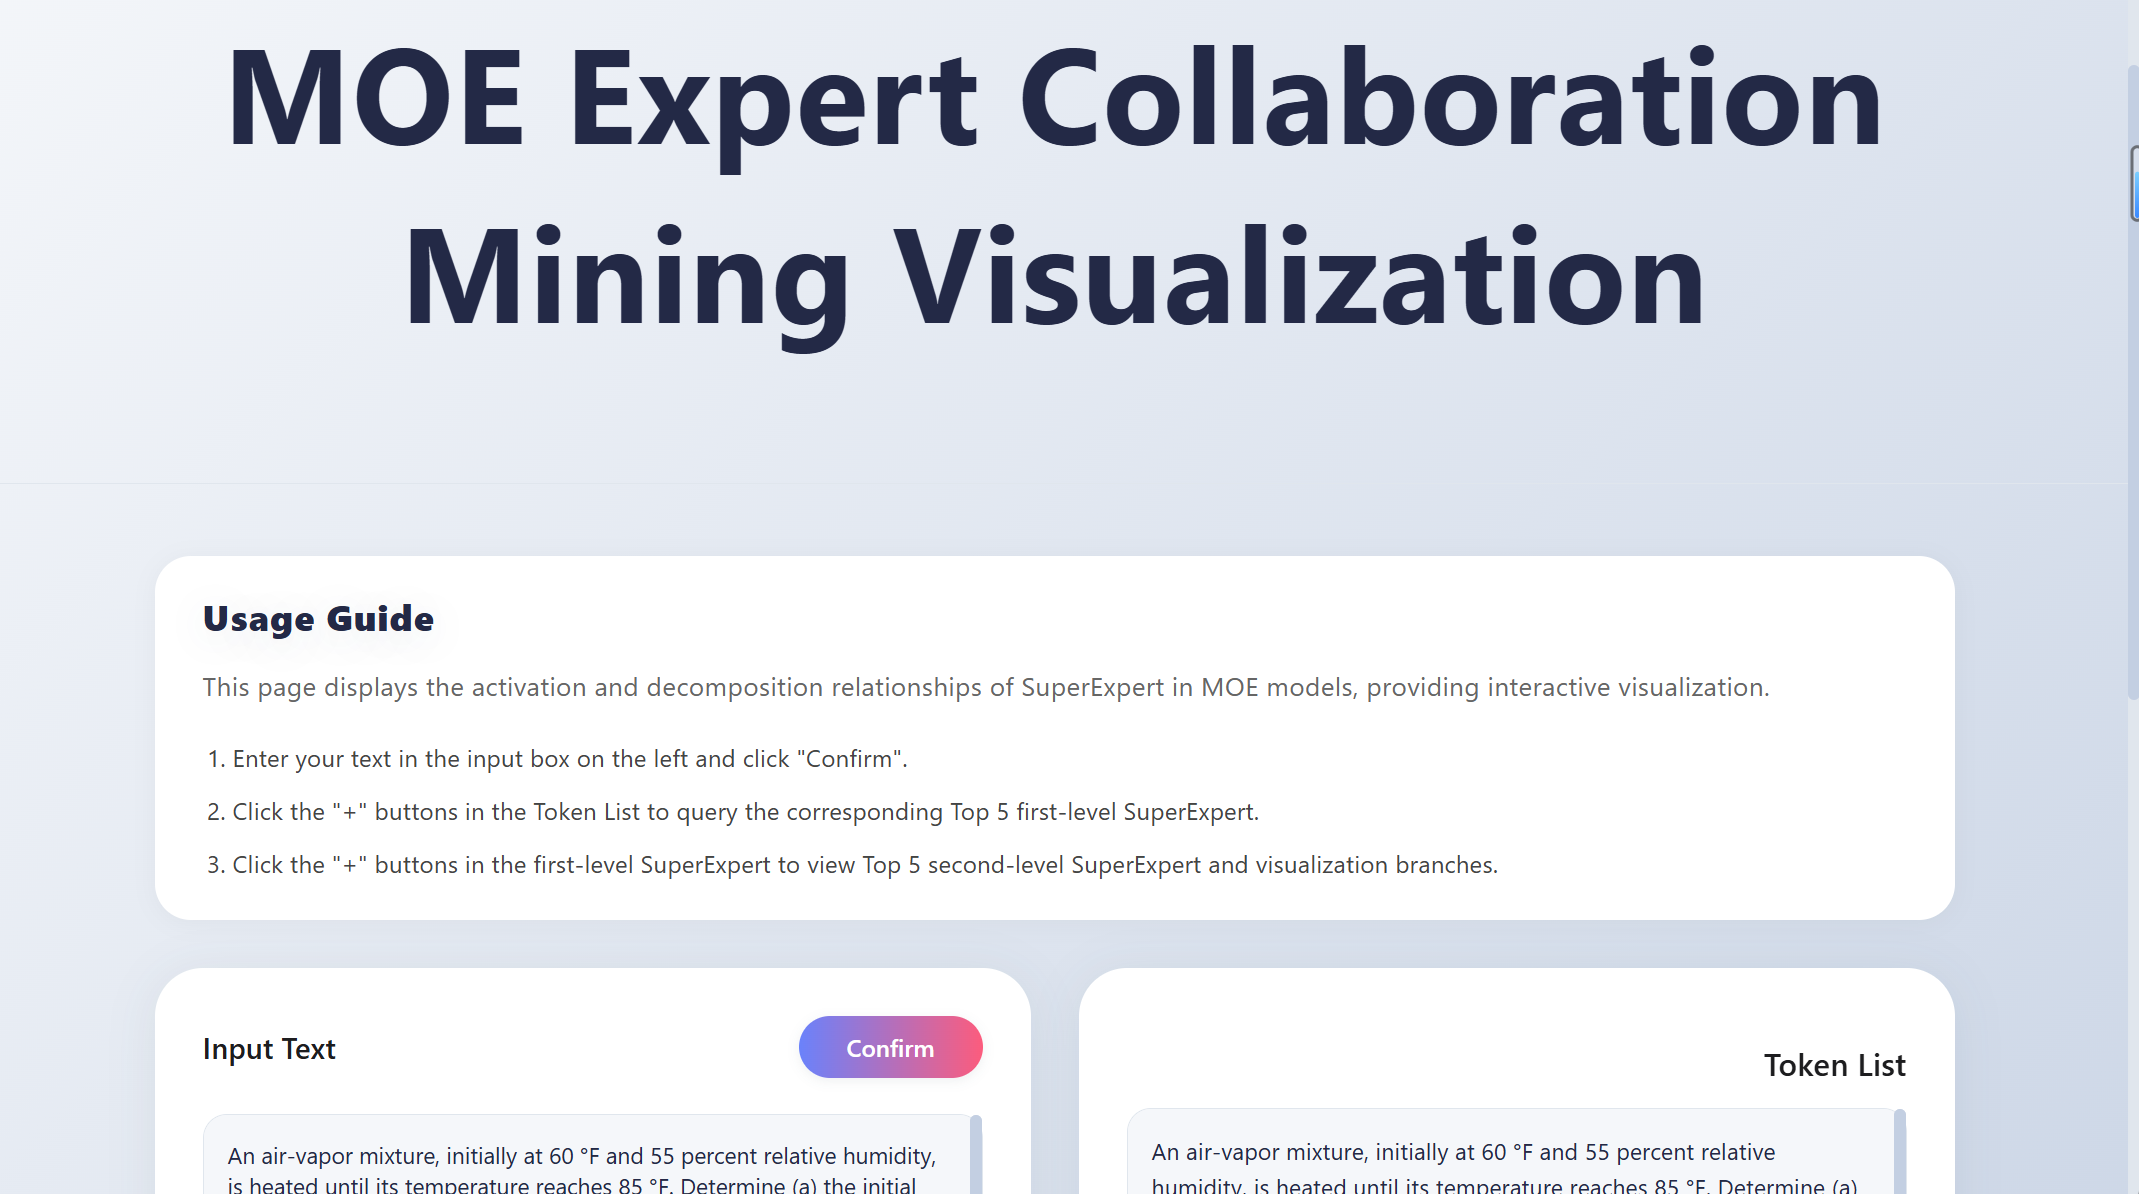 MOE Expert Collaboration
Mining Visualization
Usage Guide
This page displays the activation and decomposition relationships of SuperExpert in MOE models, providing interactive visualization.
1. Enter your text in the input box on the left and click "Confirm".
2. Click the "+" buttons in the Token List to query the corresponding Top 5 first-level SuperExpert.
3. Click the "+" buttons in the first-level SuperExpert to view Top 5 second-level SuperExpert and visualization branches.
Input Text
Confirm
An air-vapor mixture, initially at 60 °F and 55 percent relative humidity,
is heated until its temperature reaches 85 °F. Determine (a) the initial
Token List
An air-vapor mixture, initially at 60 °F and 55 percent relative
humidity, is heated until its temperature reaches 85 °F. Determine (a)